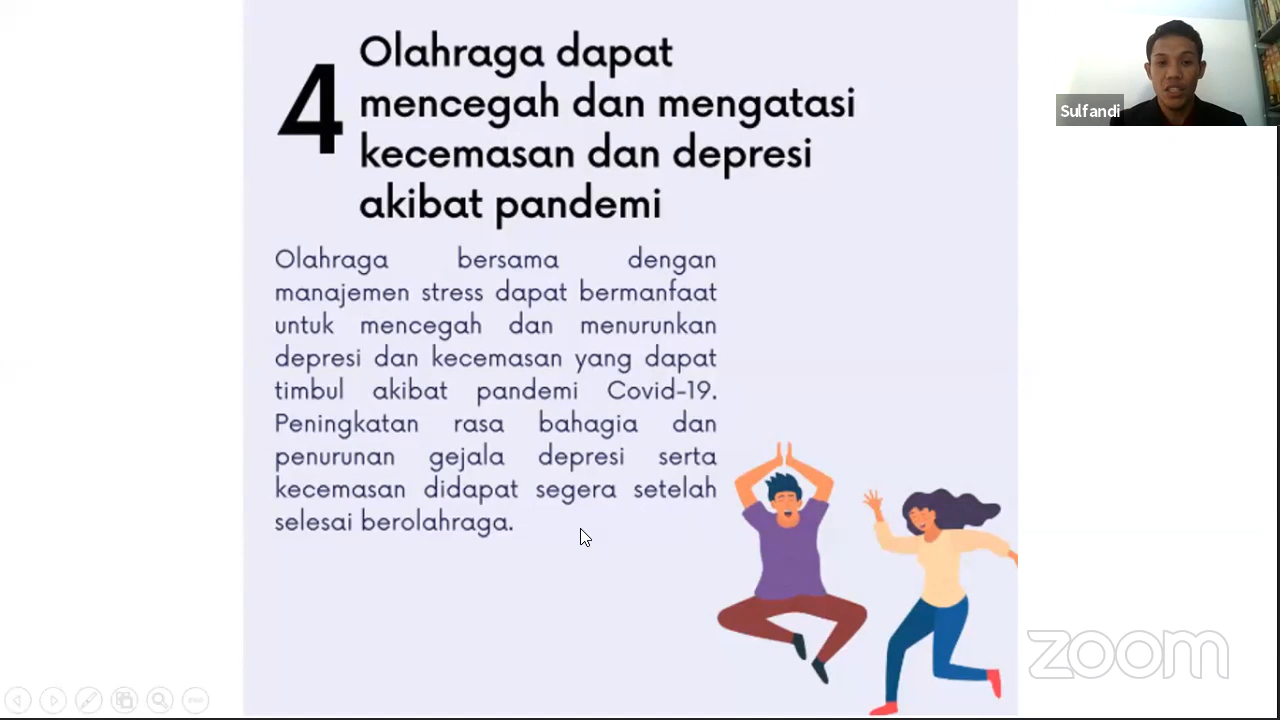 4
Olahraga dapat
mencegah dan mengatasi
kecemasan dan depresi
akibat pandemi
Olahraga bersama dengan
manajemen stress dapat bermanfaat
untuk mencegah dan menurunkan
depresi dan kecemasan yang dapat
timbul akibat pandemi Covid-19.
Peningkatan rasa bahagia dan
penurunan gejala depresi serta
kecemasan didapat segera setelah
selesai berolahraga.
Sulfandi
zoom